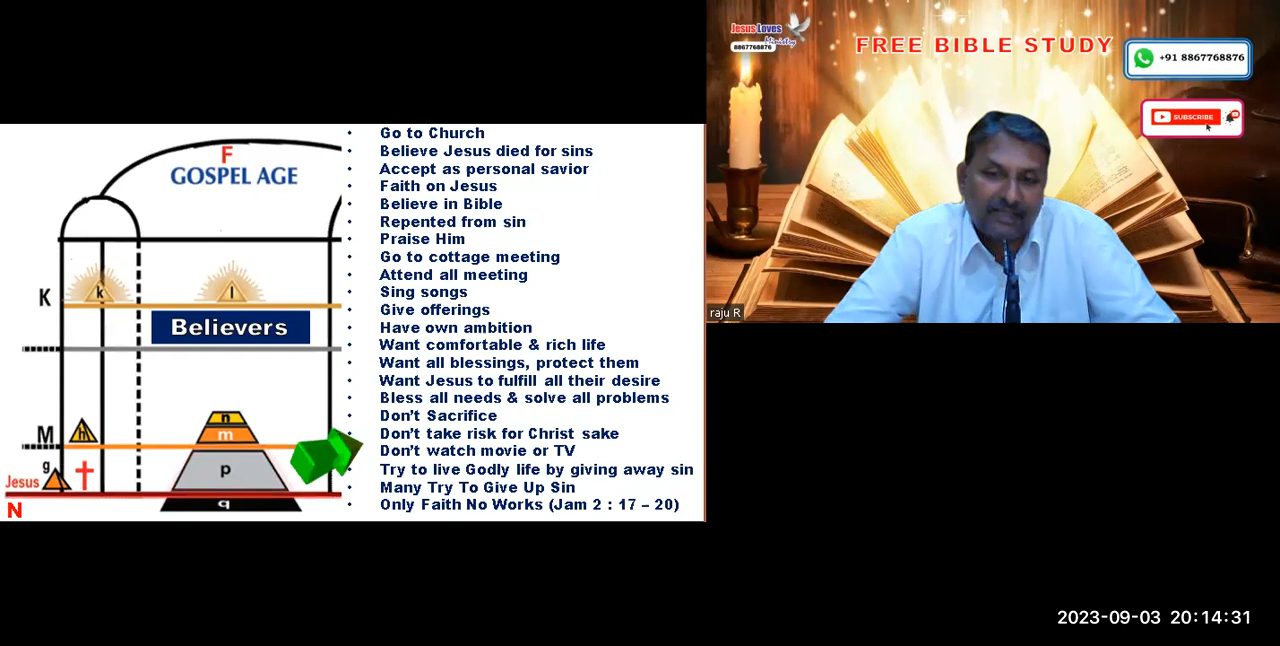 F
GOSPEL AGE
K
k
l
Believers
n
M
h
m
g
p
Jesus
N
q
• Go to Church
• Believe Jesus died for sins
• Accept as personal savior
• Faith on Jesus
• Believe in Bible
• Repented from sin
• Praise Him
• Go to cottage meeting
• Attend all meeting
• Sing songs
• Give offerings
• Have own ambition
• Want comfortable & rich life
• Want all blessings, protect them
• Want Jesus to fulfill all their desire
• Bless all needs & solve all problems
• Don't Sacrifice
• Don't take risk for Christ sake
• Don't watch movie or TV
• Try to live Godly life by giving away sin
• Many Try To Give Up Sin
• Only Faith No Works (Jam 2 : 17 – 20)
Jesus Loves
Ministry
8867768876
FREE BIBLE STUDY
+91 8867768876
SUBSCRIBE
raju R
2023-09-03 20:14:31